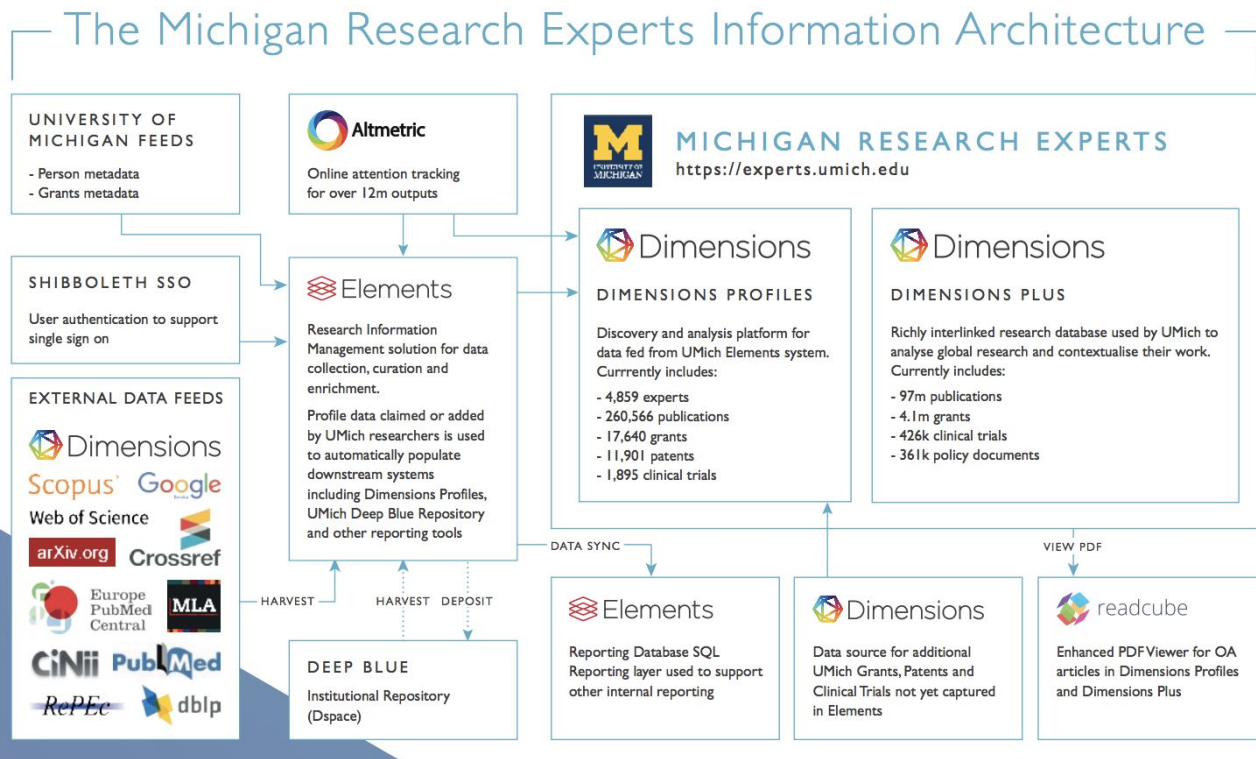 The Michigan Research Experts Information Architecture
UNIVERSITY OF
MICHIGAN FEEDS
- Person metadata
- Grants metadata
SHIBBOLETH SSO
User authentication to support
single sign on
EXTERNAL DATA FEEDS
Dimensions
Scopus
Google
Web of Science
arXiv.org
Crossref
Europe
PubMed
Central
MLA
CiNii
PubMed
RePEc
dblp
Altmetric
Online attention tracking
for over 12m outputs
Elements
Research Information
Management solution for data
collection, curation and
enrichment.
Profile data claimed or added
by UMich researchers is used
to automatically populate
downstream systems
including Dimensions Profiles,
UMich Deep Blue Repository
and other reporting tools
HARVEST
HARVEST
DEPOSIT
DEEP BLUE
Institutional Repository
(Dspace)
M
UNIVERSITY OF
MICHIGAN
MICHIGAN RESEARCH EXPERTS
https://experts.umich.edu
Dimensions
DIMENSIONS PROFILES
Discovery and analysis platform for
data fed from UMich Elements system.
Currrently includes:
- 4,859 experts
- 260,566 publications
- 17,640 grants
- 11,901 patents
- 1,895 clinical trials
Dimensions
DIMENSIONS PLUS
Richly interlinked research database used by UMich to
analyse global research and contextualise their work.
Currently includes:
- 97m publications
- 4.1m grants
- 426k clinical trials
- 361k policy documents
DATA SYNC
VIEW PDF
Elements
Reporting Database SQL
Reporting layer used to support
other internal reporting
Dimensions
Data source for additional
UMich Grants, Patents and
Clinical Trials not yet captured
in Elements
readcube
Enhanced PDF Viewer for OA
articles in Dimensions Profiles
and Dimensions Plus